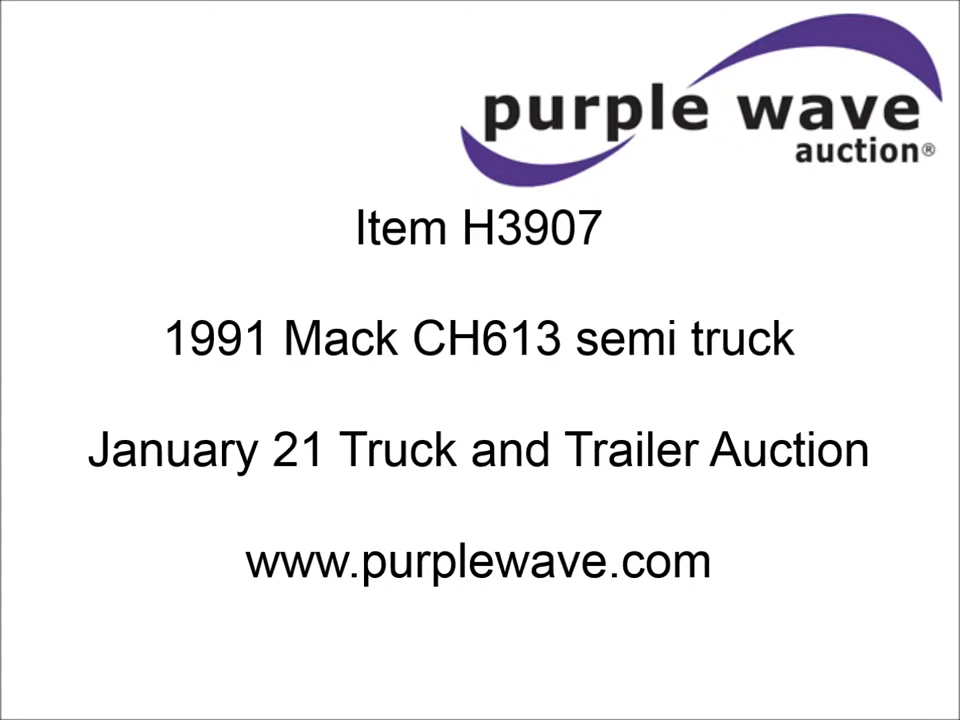 purple wave
auction®
Item H3907
1991 Mack CH613 semi truck
January 21 Truck and Trailer Auction
www.purplewave.com